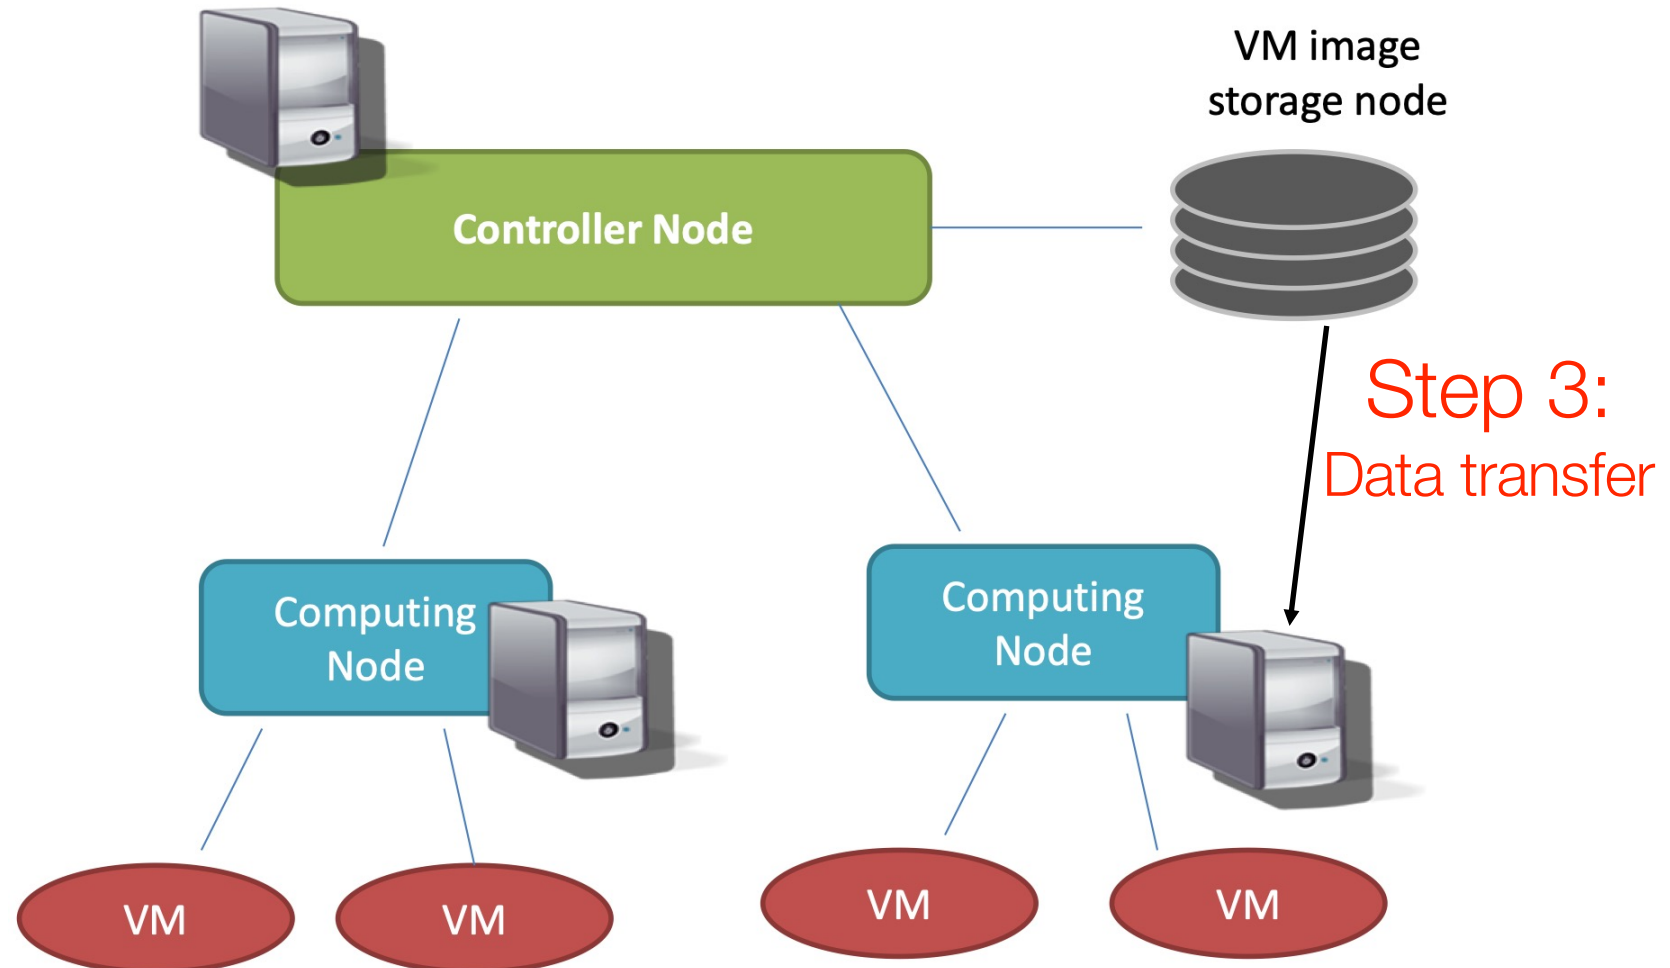 VM image
storage node
Controller Node
Step 3:
Data transfer
Computing
Node
Computing
Node
VM
VM
VM
VM